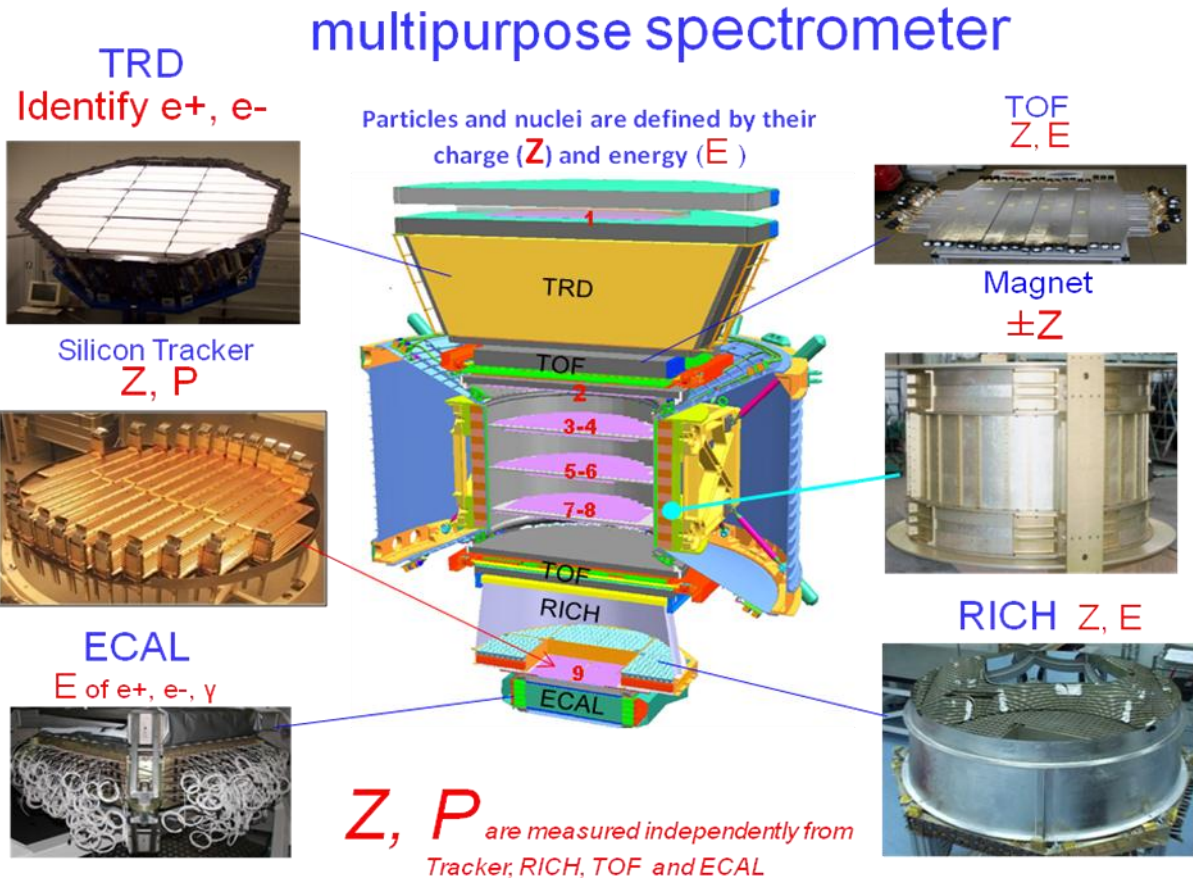 multipurpose spectrometer
TRD
Identify e+, e-
Particles and nuclei are defined by their
charge (Z) and energy (E )
TOF
Z, E
1
TRD
Magnet
±Z
Silicon Tracker
Z, P
TOF
2
3-4
5-6
7-8
TOF
RICH
RICH Z, E
ECAL
E of e+, e-, γ
9
ECAL
Z, P are measured independently from
Tracker, RICH, TOF and ECAL